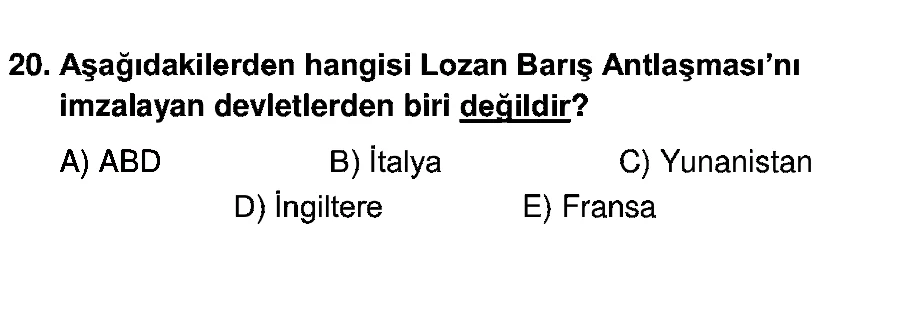 20. Aşağıdakilerden hangisi Lozan Barış Antlaşması’nı
imzalayan devletlerden biri değildir?
A) ABD B) İtalya C) Yunanistan
D) İngiltere E) Fransa